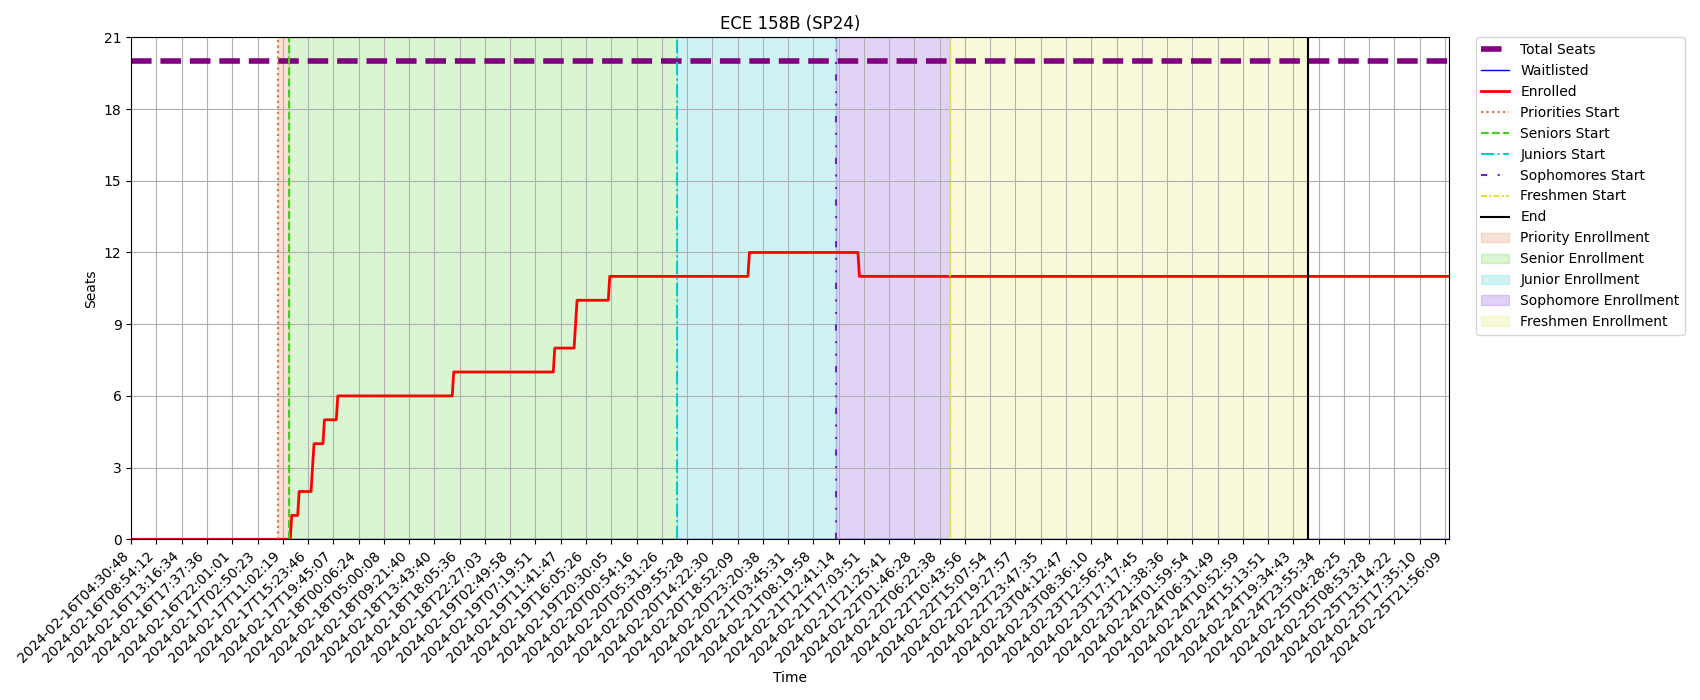 ECE 158B (SP24)
21
18
15
12
9
6
3
0
Seats
2024-02-16T04:30:48
2024-02-16T08:54:12
2024-02-16T13:16:34
2024-02-16T17:37:36
2024-02-16T22:01:01
2024-02-17T02:50:23
2024-02-17T11:02:19
2024-02-17T15:23:46
2024-02-17T19:45:07
2024-02-18T00:06:24
2024-02-18T05:00:08
2024-02-18T09:21:40
2024-02-18T13:43:40
2024-02-18T18:05:36
2024-02-18T22:27:03
2024-02-19T02:49:58
2024-02-19T07:19:51
2024-02-19T11:41:47
2024-02-19T16:05:26
2024-02-19T20:30:05
2024-02-20T00:54:16
2024-02-20T05:31:26
2024-02-20T09:55:28
2024-02-20T14:22:30
2024-02-20T18:52:09
2024-02-20T23:20:38
2024-02-21T03:45:31
2024-02-21T08:19:58
2024-02-21T12:41:14
2024-02-21T17:03:51
2024-02-21T21:25:41
2024-02-22T01:46:28
2024-02-22T06:22:38
2024-02-22T10:43:56
2024-02-22T15:07:54
2024-02-22T19:27:57
2024-02-22T23:47:35
2024-02-23T04:12:47
2024-02-23T08:36:10
2024-02-23T12:56:54
2024-02-23T17:17:45
2024-02-23T21:38:36
2024-02-24T01:59:54
2024-02-24T06:31:49
2024-02-24T10:52:59
2024-02-24T15:13:51
2024-02-24T19:34:43
2024-02-24T23:55:34
2024-02-25T04:28:25
2024-02-25T08:53:28
2024-02-25T13:14:22
2024-02-25T17:35:10
2024-02-25T21:56:09
Time
Total Seats
Waitlisted
Enrolled
Priorities Start
Seniors Start
Juniors Start
Sophomores Start
Freshmen Start
End
Priority Enrollment
Senior Enrollment
Junior Enrollment
Sophomore Enrollment
Freshmen Enrollment